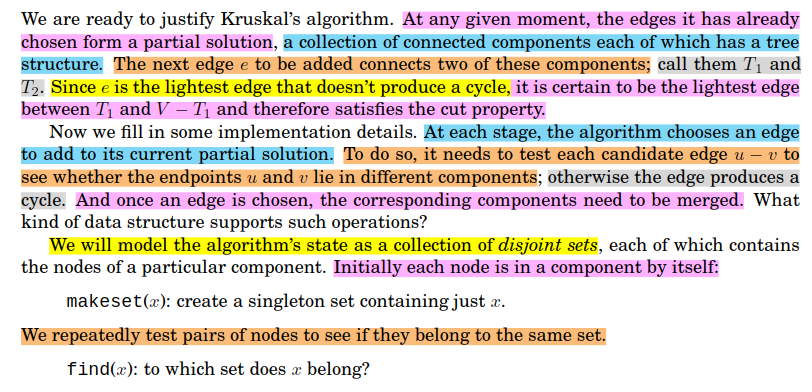 We are ready to justify Kruskal’s algorithm. At any given moment, the edges it has already
chosen form a partial solution, a collection of connected components each of which has a tree
structure. The next edge e to be added connects two of these components; call them T₁ and
T₂. Since e is the lightest edge that doesn’t produce a cycle, it is certain to be the lightest edge
between T₁ and V − T₁ and therefore satisfies the cut property.
Now we fill in some implementation details. At each stage, the algorithm chooses an edge
to add to its current partial solution. To do so, it needs to test each candidate edge u − v to
see whether the endpoints u and v lie in different components; otherwise the edge produces a
cycle. And once an edge is chosen, the corresponding components need to be merged. What
kind of data structure supports such operations?
We will model the algorithm’s state as a collection of disjoint sets, each of which contains
the nodes of a particular component. Initially each node is in a component by itself:
makeset(x): create a singleton set containing just x.
We repeatedly test pairs of nodes to see if they belong to the same set.
find(x): to which set does x belong?